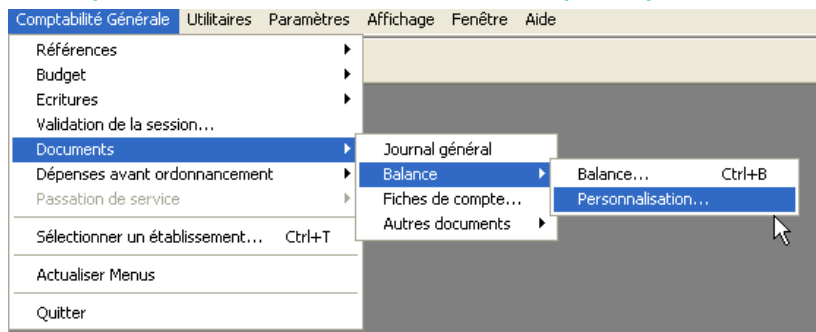 Comptabilité Générale Utilitaires Paramètres Affichage Fenêtre Aide
Références
Budget
Ecritures
Validation de la session...
Documents
Journal général
Dépenses avant ordonnancement
Balance
Balance... Ctrl+B
Passation de service
Fiches de compte...
Personnalisation...
Autres documents
Sélectionner un établissement... Ctrl+T
Actualiser Menus
Quitter